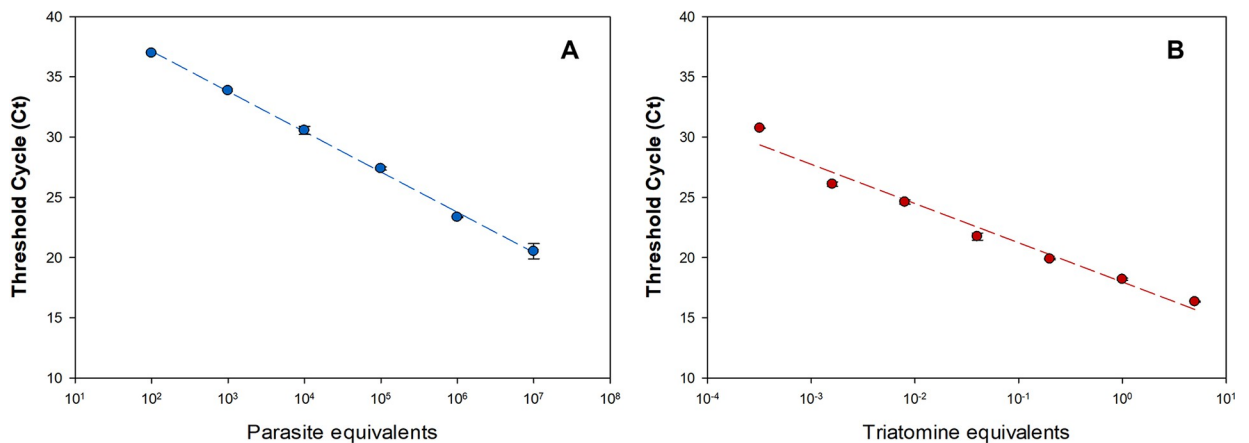 A
Threshold Cycle (Ct)
40
35
30
25
20
15
10
10¹ 10² 10³ 10⁴ 10⁵ 10⁶ 10⁷ 10⁸
Parasite equivalents
B
Threshold Cycle (Ct)
40
35
30
25
20
15
10
10⁻⁴ 10⁻³ 10⁻² 10⁻¹ 10⁰ 10¹
Triatomine equivalents